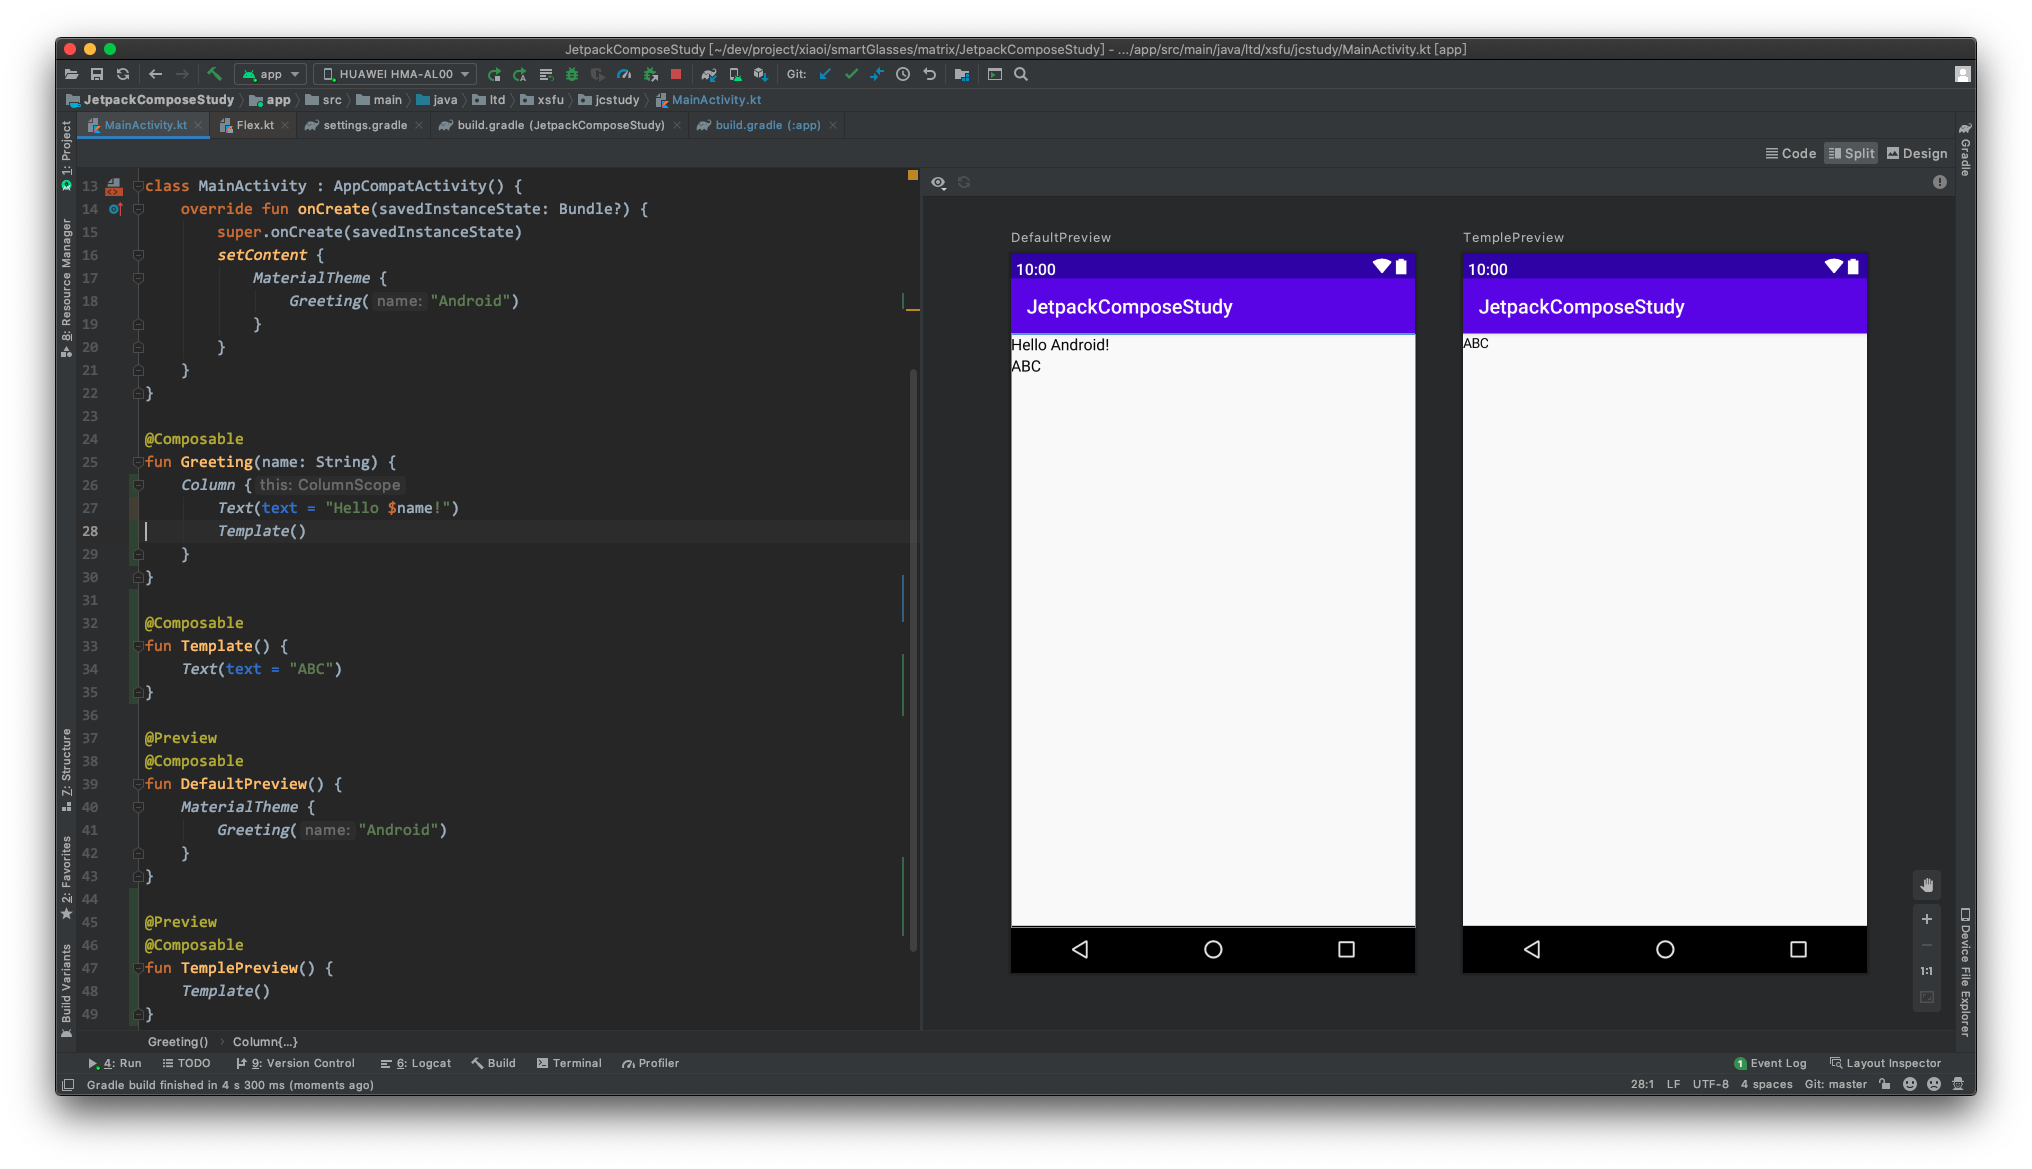 JetpackComposeStudy [~/dev/project/xiaoi/smartGlasses/matrix/JetpackComposeStudy] - .../app/src/main/java/ltd/xsfu/jcstudy/MainActivity.kt [app]
app HUAWEI HMA-AL00 Git:
JetpackComposeStudy app src main java ltd xsfu jcstudy MainActivity.kt
MainActivity.kt Flex.kt settings.gradle build.gradle (JetpackComposeStudy) build.gradle (:app)
Code Split Design
1: Project
8: Resource Manager
Z: Structure
2: Favorites
Build Variants
13 class MainActivity : AppCompatActivity() {
14 override fun onCreate(savedInstanceState: Bundle?) {
15 super.onCreate(savedInstanceState)
16 setContent {
17 MaterialTheme {
18 Greeting( name: "Android")
19 }
20 }
21 }
22 }
23
24 @Composable
25 fun Greeting(name: String) {
26 Column { this: ColumnScope
27 Text(text = "Hello $name!")
28 Template()
29 }
30 }
31
32 @Composable
33 fun Template() {
34 Text(text = "ABC")
35 }
36
37 @Preview
38 @Composable
39 fun DefaultPreview() {
40 MaterialTheme {
41 Greeting( name: "Android")
42 }
43 }
44
45 @Preview
46 @Composable
47 fun TemplePreview() {
48 Template()
49 }
DefaultPreview
10:00
JetpackComposeStudy
Hello Android!
ABC
TemplePreview
10:00
JetpackComposeStudy
ABC
1:1
Gradle
Device File Explorer
Greeting() Column{...}
4: Run TODO 9: Version Control 6: Logcat Build Terminal Profiler 1 Event Log Layout Inspector
Gradle build finished in 4 s 300 ms (moments ago) 28:1 LF UTF-8 4 spaces Git: master